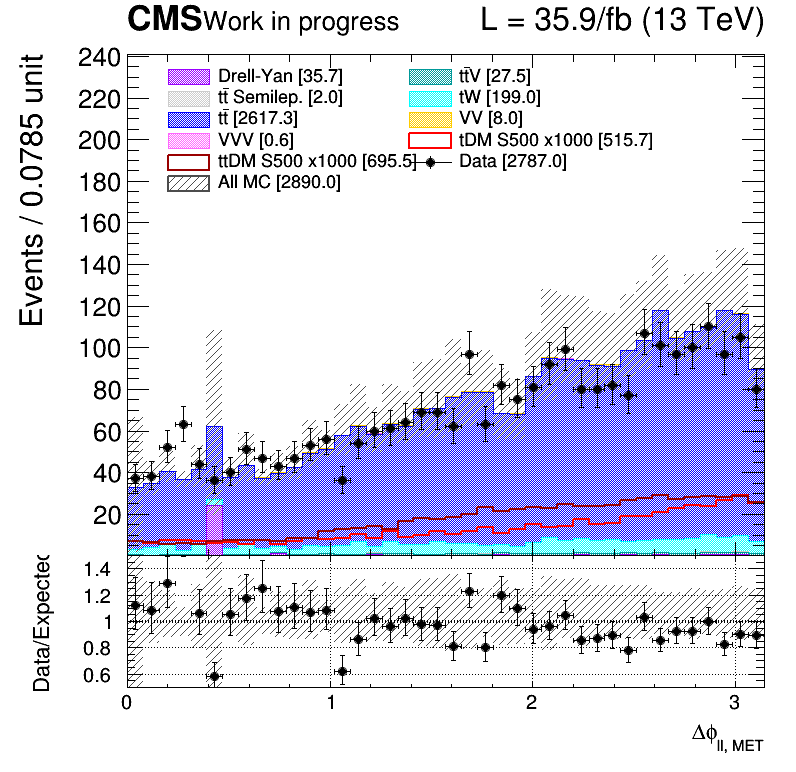 CMS Work in progress L = 35.9/fb (13 TeV)
Events / 0.0785 unit
240
220
200
180
160
140
120
100
80
60
40
20
Drell-Yan [35.7] tt̄V [27.5]
tt̄ Semilep. [2.0] tW [199.0]
tt̄ [2617.3] VV [8.0]
VVV [0.6] tDM S500 x1000 [515.7]
ttDM S500 x1000 [695.5] Data [2787.0]
All MC [2890.0]
Data/Expected
1.4
1.2
1
0.8
0.6
0 1 2 3
Δϕll, MET